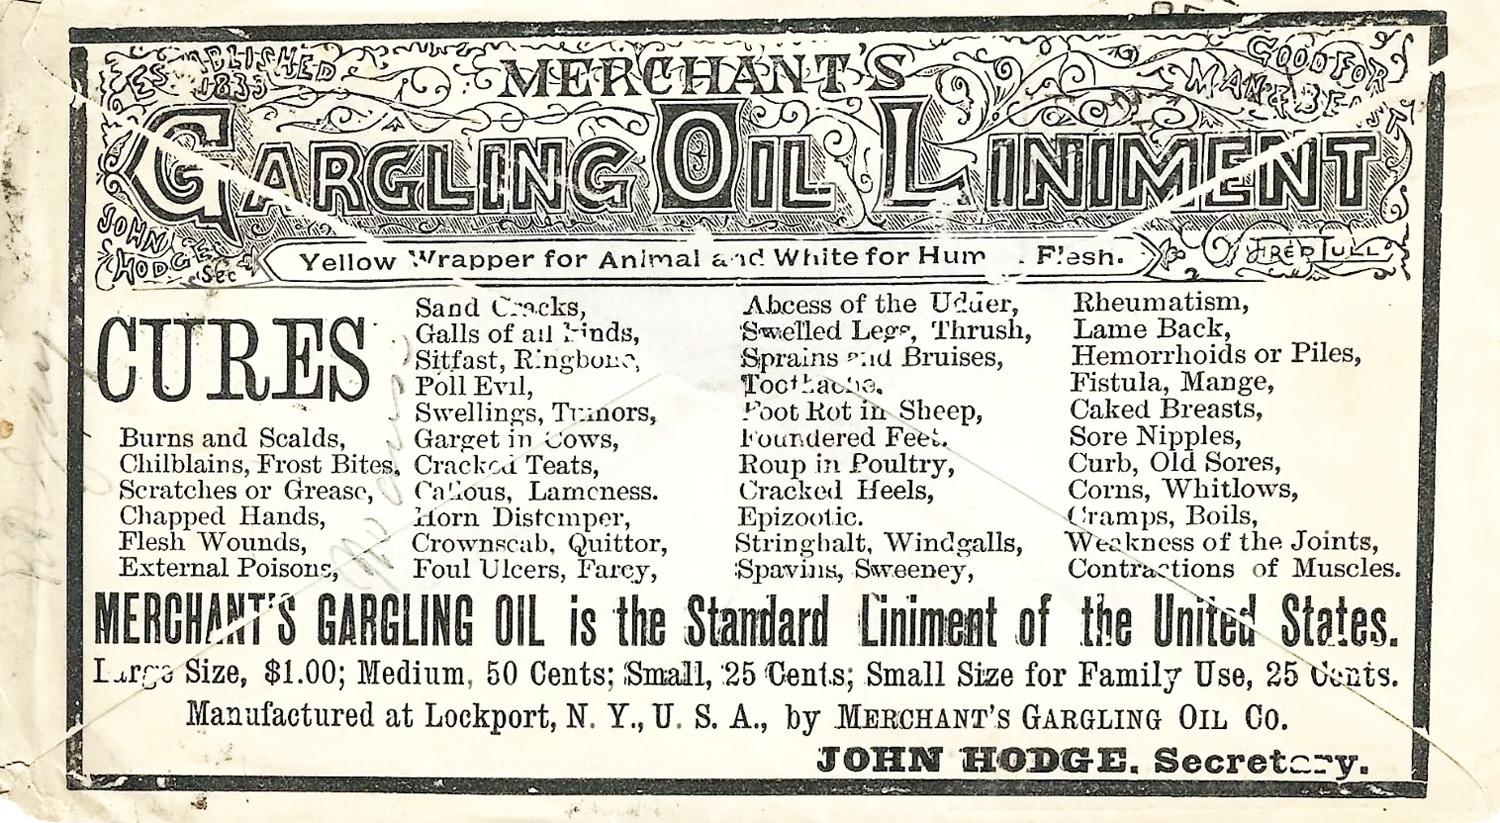 ESTABLISHED
1833
MERCHANT'S
GOOD FOR
MAN & BEAST
GARGLING OIL LINIMENT
JOHN
HODGE
Sec
FRED TULL
Yellow Wrapper for Animal and White for Human Flesh.
CURES
Burns and Scalds,
Chilblains, Frost Bites,
Scratches or Grease,
Chapped Hands,
Flesh Wounds,
External Poisons,
Sand Cracks,
Galls of all kinds,
Sitfast, Ringbone,
Poll Evil,
Swellings, Tumors,
Garget in Cows,
Cracked Teats,
Callous, Lameness.
Horn Distemper,
Crownscab, Quittor,
Foul Ulcers, Farcy,
Abcess of the Udder,
Swelled Legs, Thrush,
Sprains and Bruises,
Toothache,
Foot Rot in Sheep,
Foundered Feet.
Roup in Poultry,
Cracked Heels,
Epizootic.
Stringhalt, Windgalls,
Spavins, Sweeney,
Rheumatism,
Lame Back,
Hemorrhoids or Piles,
Fistula, Mange,
Caked Breasts,
Sore Nipples,
Curb, Old Sores,
Corns, Whitlows,
Cramps, Boils,
Weakness of the Joints,
Contractions of Muscles.
MERCHANT'S GARGLING OIL is the Standard Liniment of the United States.
Large Size, $1.00; Medium, 50 Cents; Small, 25 Cents; Small Size for Family Use, 25 Cents.
Manufactured at Lockport, N. Y., U. S. A., by MERCHANT'S GARGLING OIL CO.
JOHN HODGE, Secretary.